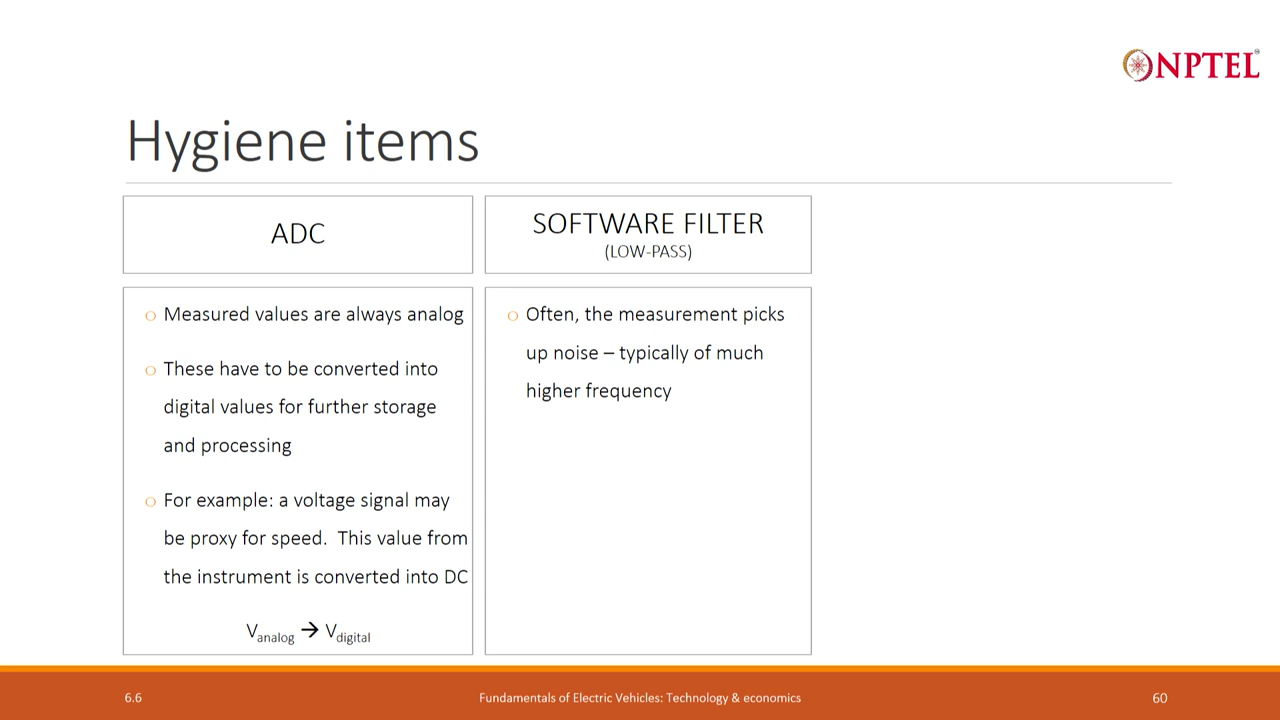 NPTEL
Hygiene items
ADC
o Measured values are always analog
o These have to be converted into
digital values for further storage
and processing
o For example: a voltage signal may
be proxy for speed. This value from
the instrument is converted into DC
Vanalog → Vdigital
SOFTWARE FILTER
(LOW-PASS)
o Often, the measurement picks
up noise – typically of much
higher frequency
6.6
Fundamentals of Electric Vehicles: Technology & economics
60